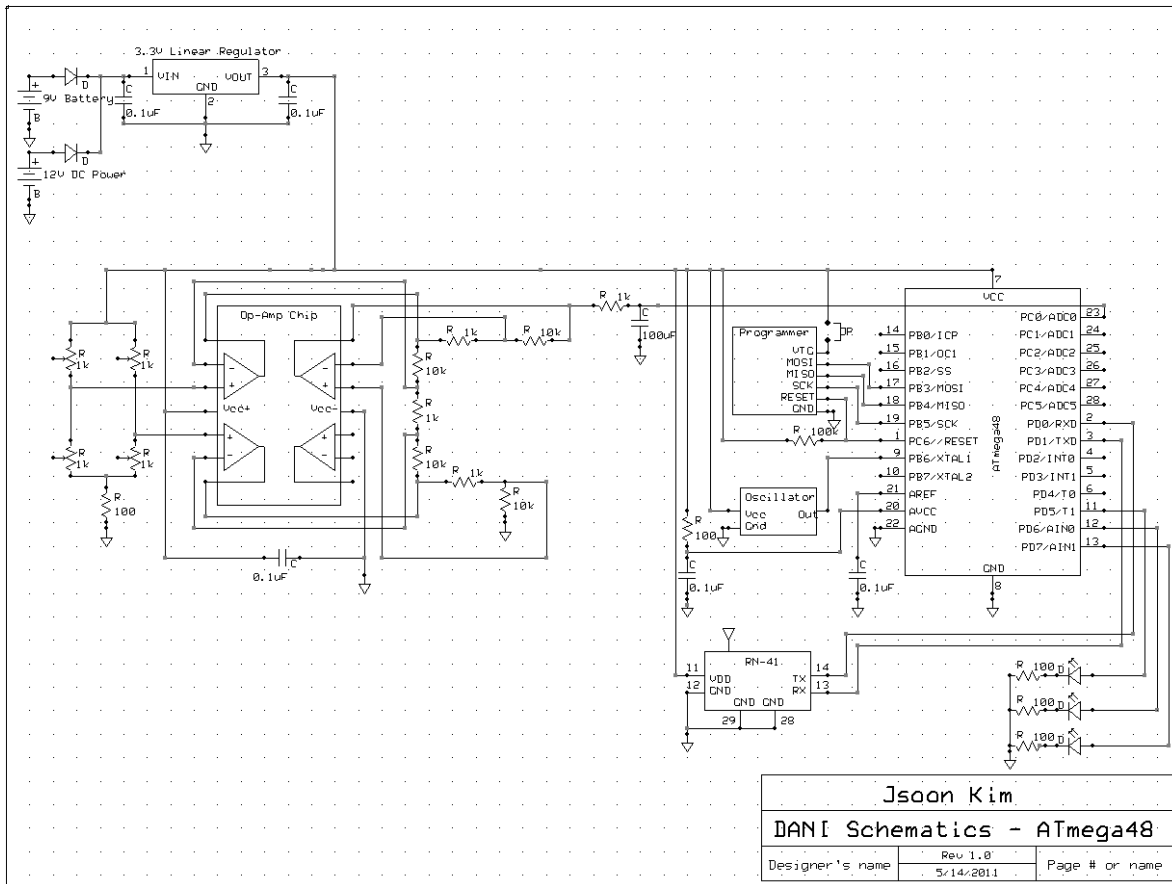 3.3V Linear Regulator
1 VIN VOUT 3
GND
2
D
C
0.1uF
C
0.1uF
+
9V Battery
B
D
+
12V DC Power
B
Op-Amp Chip
R
1k
R
1k
R
1k
R
1k
R
100
-
+
-
+
Vcc+
Vcc-
+
-
+
-
C
0.1uF
R
10k
R
1k
R
10k
R 1k
R 10k
R 1k
R
10k
R 1k
C
100uF
R
Programmer
VTG
MOSI
MISO
SCK
RESET
GND
R 100k
Oscillator
Vcc Out
Gnd
R
100
C
0.1uF
C
0.1uF
7
VCC
ATmega48
14 PB0/ICP
15 PB1/OC1
16 PB2/SS
17 PB3/MOSI
18 PB4/MISO
19 PB5/SCK
1 PC6//RESET
9 PB6/XTAL1
10 PB7/XTAL2
21 AREF
20 AVCC
22 AGND
PC0/ADC0 23
PC1/ADC1 24
PC2/ADC2 25
PC3/ADC3 26
PC4/ADC4 27
PC5/ADC5 28
PD0/RXD 2
PD1/TXD 3
PD2/INT0 4
PD3/INT1 5
PD4/T0 6
PD5/T1 11
PD6/AIN0 12
PD7/AIN1 13
GND
8
RN-41
11 VDD TX 14
12 GND RX 13
GND GND
29 28
R 100 D
R 100 D
R 100 D
Jsoon Kim
DANI Schematics - ATmega48
Designer's name
Rev 1.0
5/14/2011
Page # or name